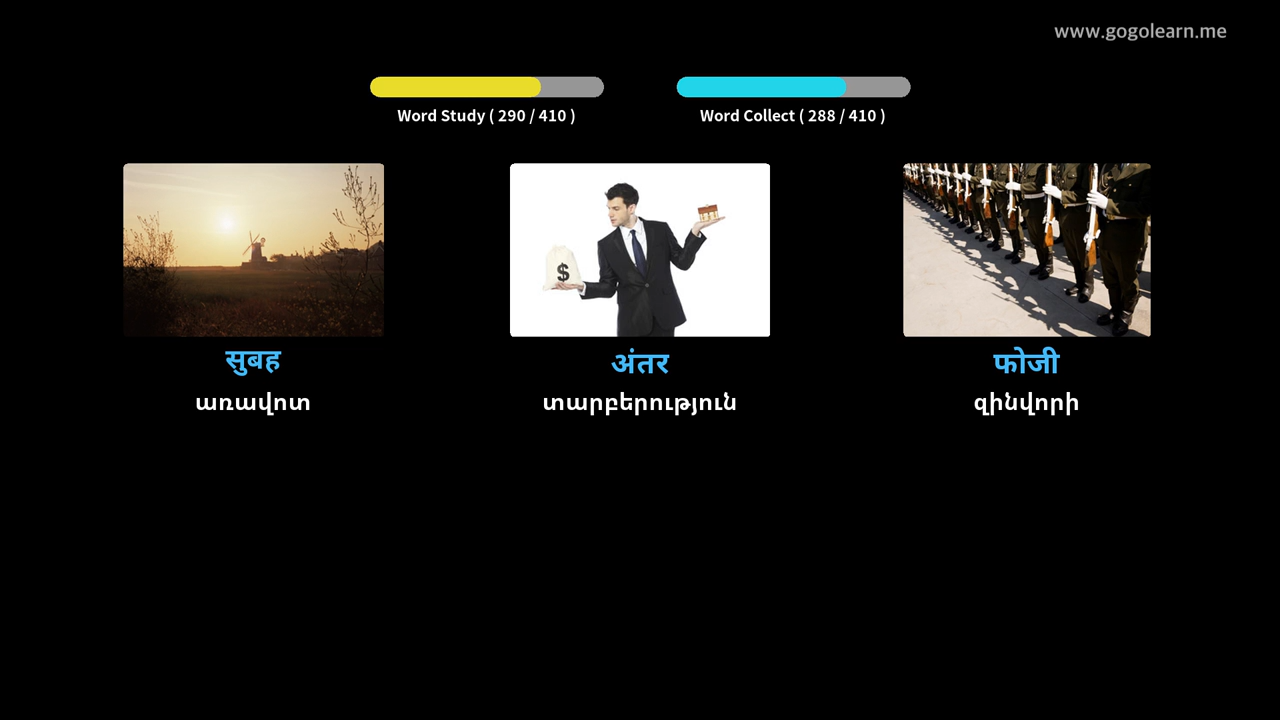 www.gogolearn.me
Word Study ( 290 / 410 )
Word Collect ( 288 / 410 )
$
सुबह
अंतर
फोजी
առավոտ
տարբերություն
զինվորի